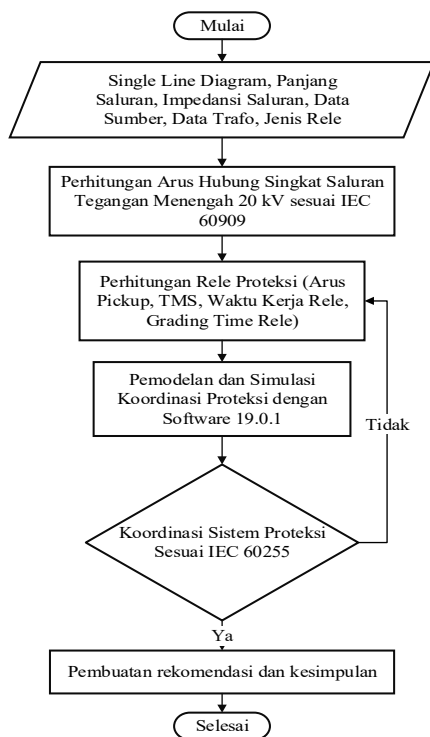 Mulai
Single Line Diagram, Panjang
Saluran, Impedansi Saluran, Data
Sumber, Data Trafo, Jenis Rele
Perhitungan Arus Hubung Singkat Saluran
Tegangan Menengah 20 kV sesuai IEC
60909
Perhitungan Rele Proteksi (Arus
Pickup, TMS, Waktu Kerja Rele,
Grading Time Rele)
Pemodelan dan Simulasi
Koordinasi Proteksi dengan
Software 19.0.1
Tidak
Koordinasi Sistem Proteksi
Sesuai IEC 60255
Ya
Pembuatan rekomendasi dan kesimpulan
Selesai